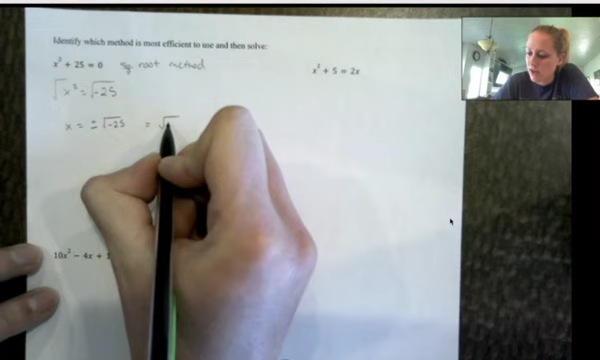 Identify which method is most efficient to use and then solve:
x² + 25 = 0 sq. root method
x² + 5 = 2x
√x² = √-25
x = ± √-25 = √
10x² - 4x +